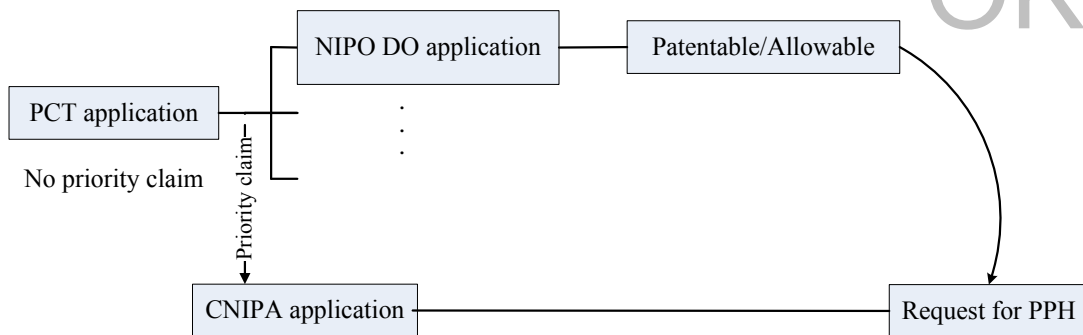 NIPO DO application
Patentable/Allowable
PCT application
No priority claim
Priority claim
CNIPA application
Request for PPH